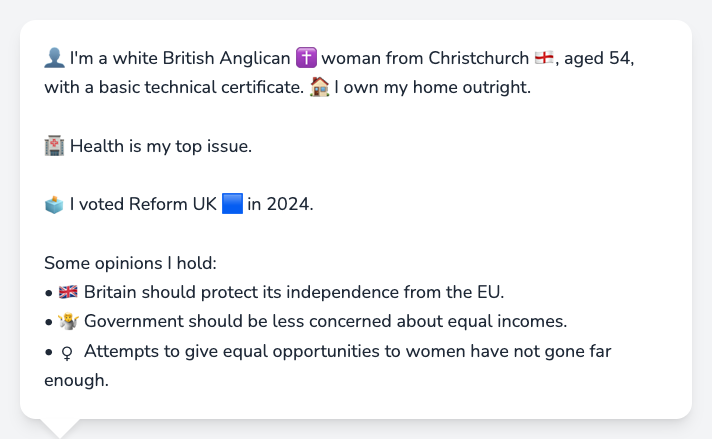 👤 I'm a white British Anglican ✝️ woman from Christchurch 🏴󠁧󠁢󠁥󠁮󠁧󠁿, aged 54,
with a basic technical certificate. 🏠 I own my home outright.
🏥 Health is my top issue.
🗳️ I voted Reform UK 🟦 in 2024.
Some opinions I hold:
• 🇬🇧 Britain should protect its independence from the EU.
• 🤷 Government should be less concerned about equal incomes.
• ♀ Attempts to give equal opportunities to women have not gone far
enough.